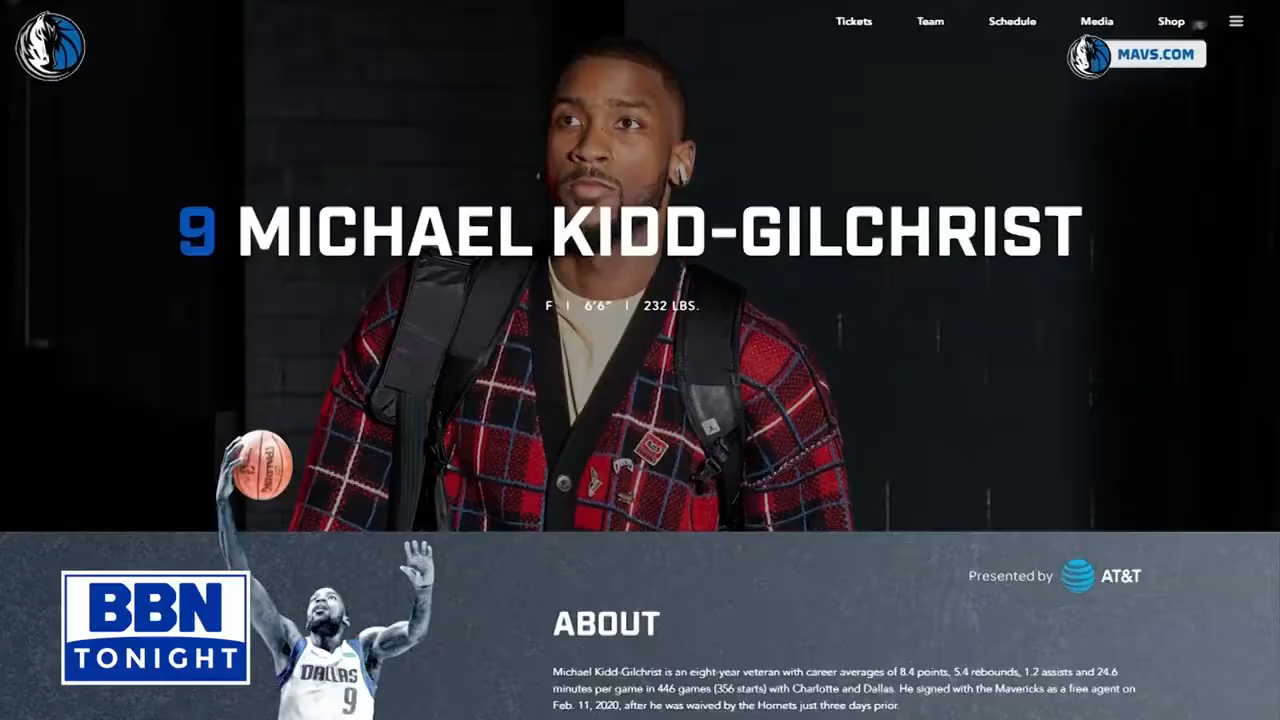 Tickets Team Schedule Media Shop
MAVS.COM
9 MICHAEL KIDD-GILCHRIST
F | 6'6" | 232 LBS.
Presented by AT&T
BBN
TONIGHT
ABOUT
DALLAS
9
Michael Kidd-Gilchrist is an eight-year veteran with career averages of 8.4 points, 5.4 rebounds, 1.2 assists and 24.6
minutes per game in 446 games (356 starts) with Charlotte and Dallas. He signed with the Mavericks as a free agent on
Feb. 11, 2020, after he was waived by the Hornets just three days prior.